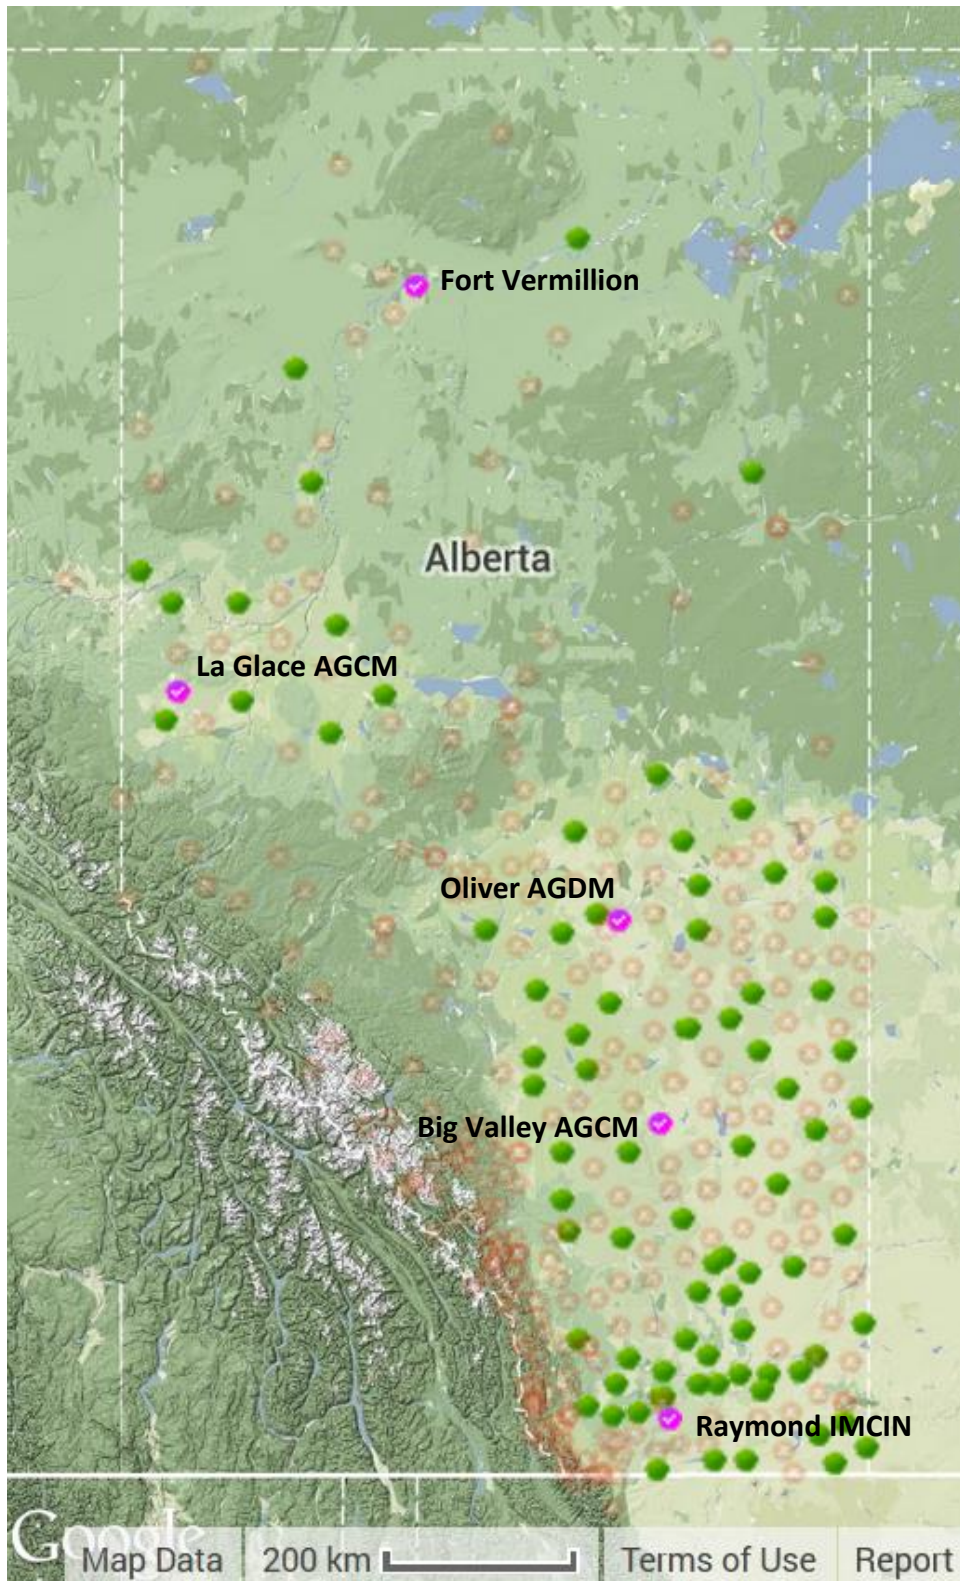 Fort Vermillion
Alberta
La Glace AGCM
Oliver AGDM
Big Valley AGCM
Raymond IMCIN
Google
Map Data 200 km Terms of Use Report